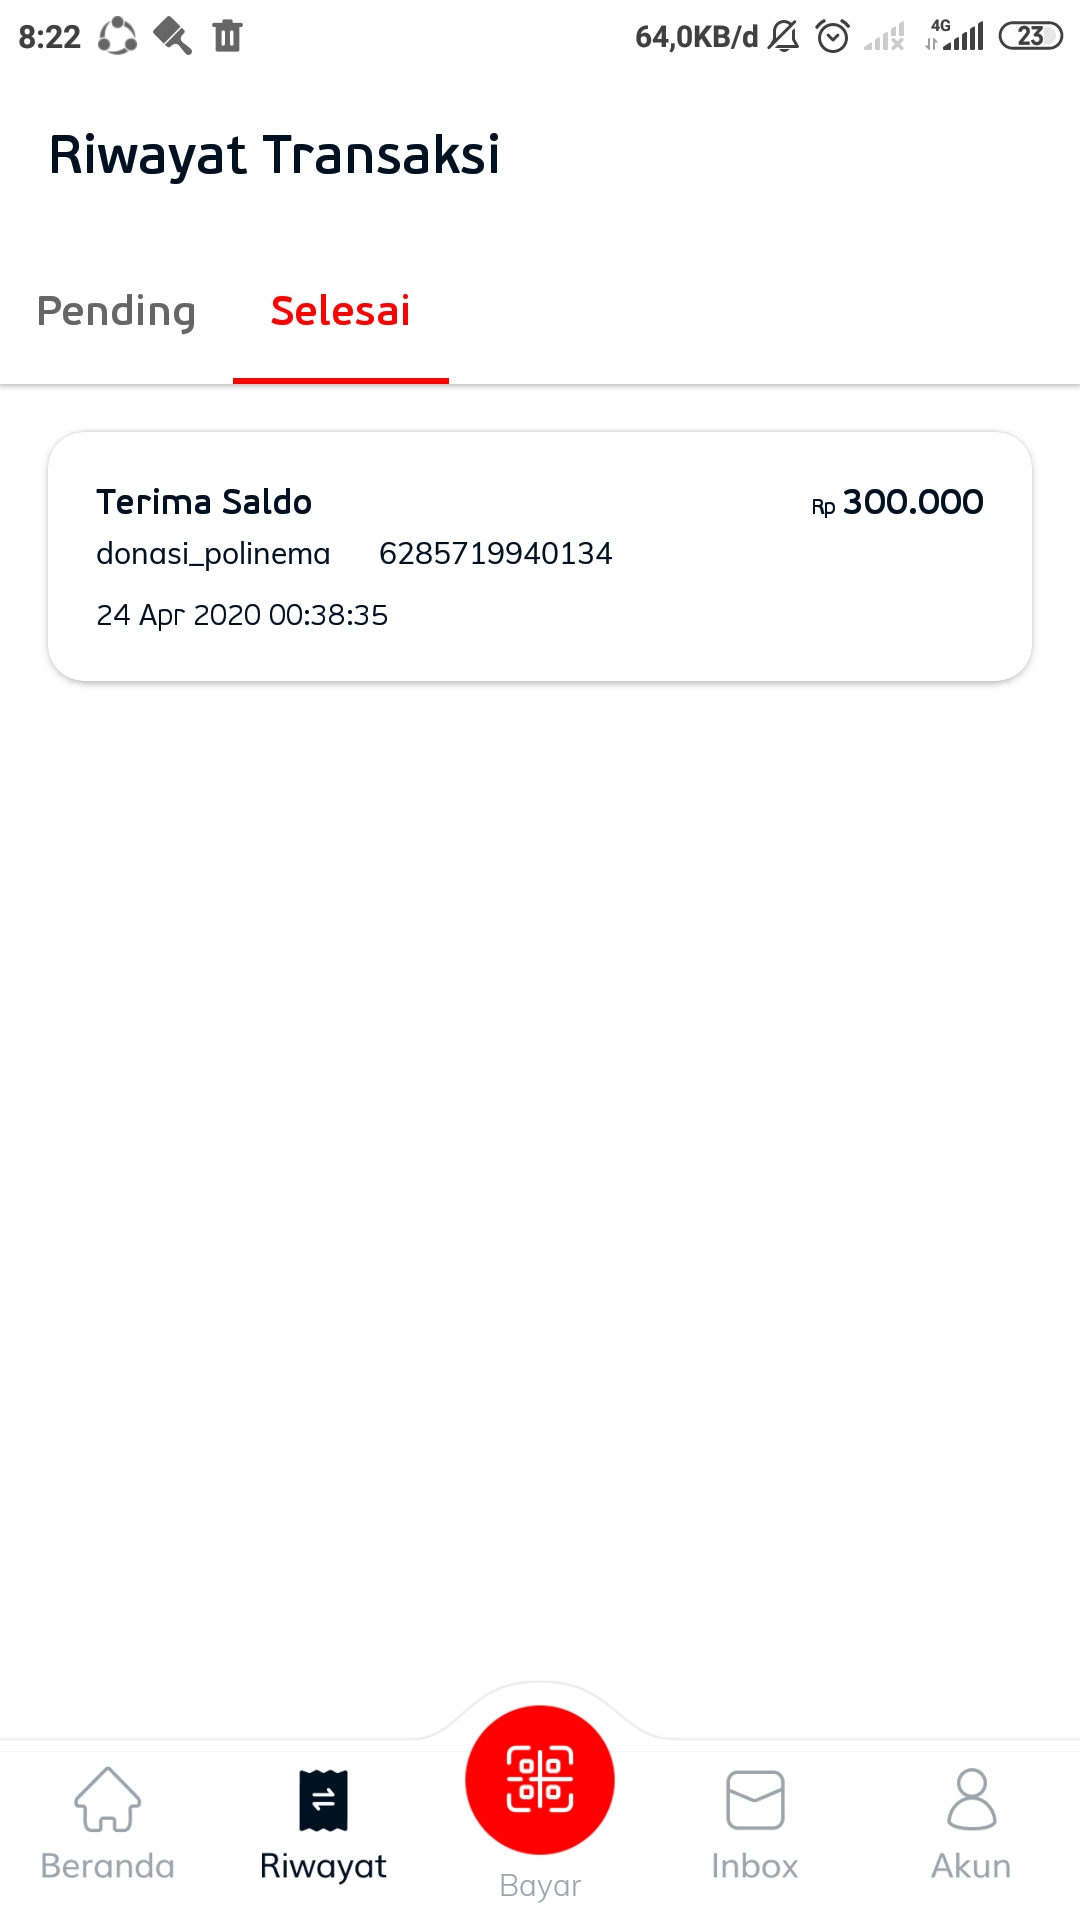 8:22 64,0KB/d 4G 23
Riwayat Transaksi
Pending Selesai
Terima Saldo Rp 300.000
donasi_polinema 6285719940134
24 Apr 2020 00:38:35
Beranda Riwayat Bayar Inbox Akun